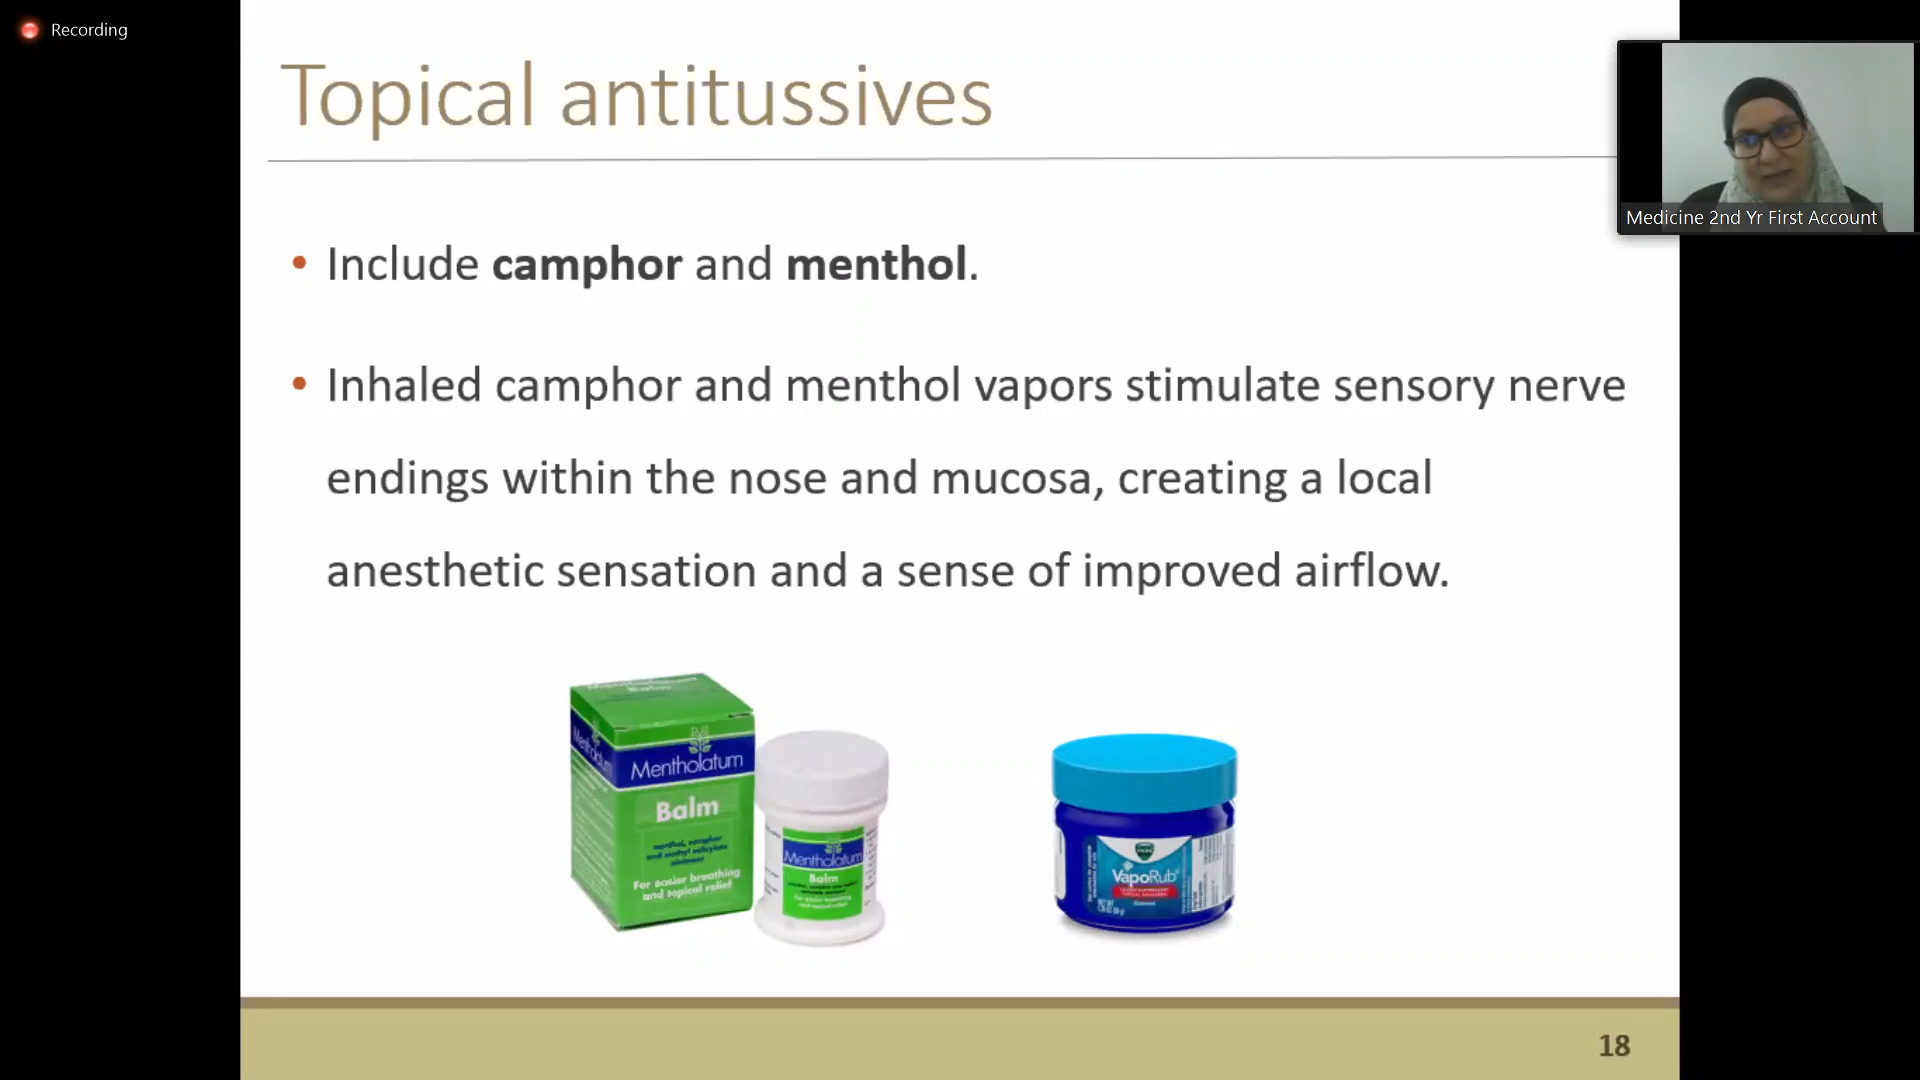 Recording
Topical antitussives
Medicine 2nd Yr First Account
• Include camphor and menthol.
• Inhaled camphor and menthol vapors stimulate sensory nerve
endings within the nose and mucosa, creating a local
anesthetic sensation and a sense of improved airflow.
Mentholatum
Balm
menthol, camphor
and methyl salicylate
ointment
For easier breathing
and topical relief
Mentholatum
Balm
VICKS
VapoRub
18